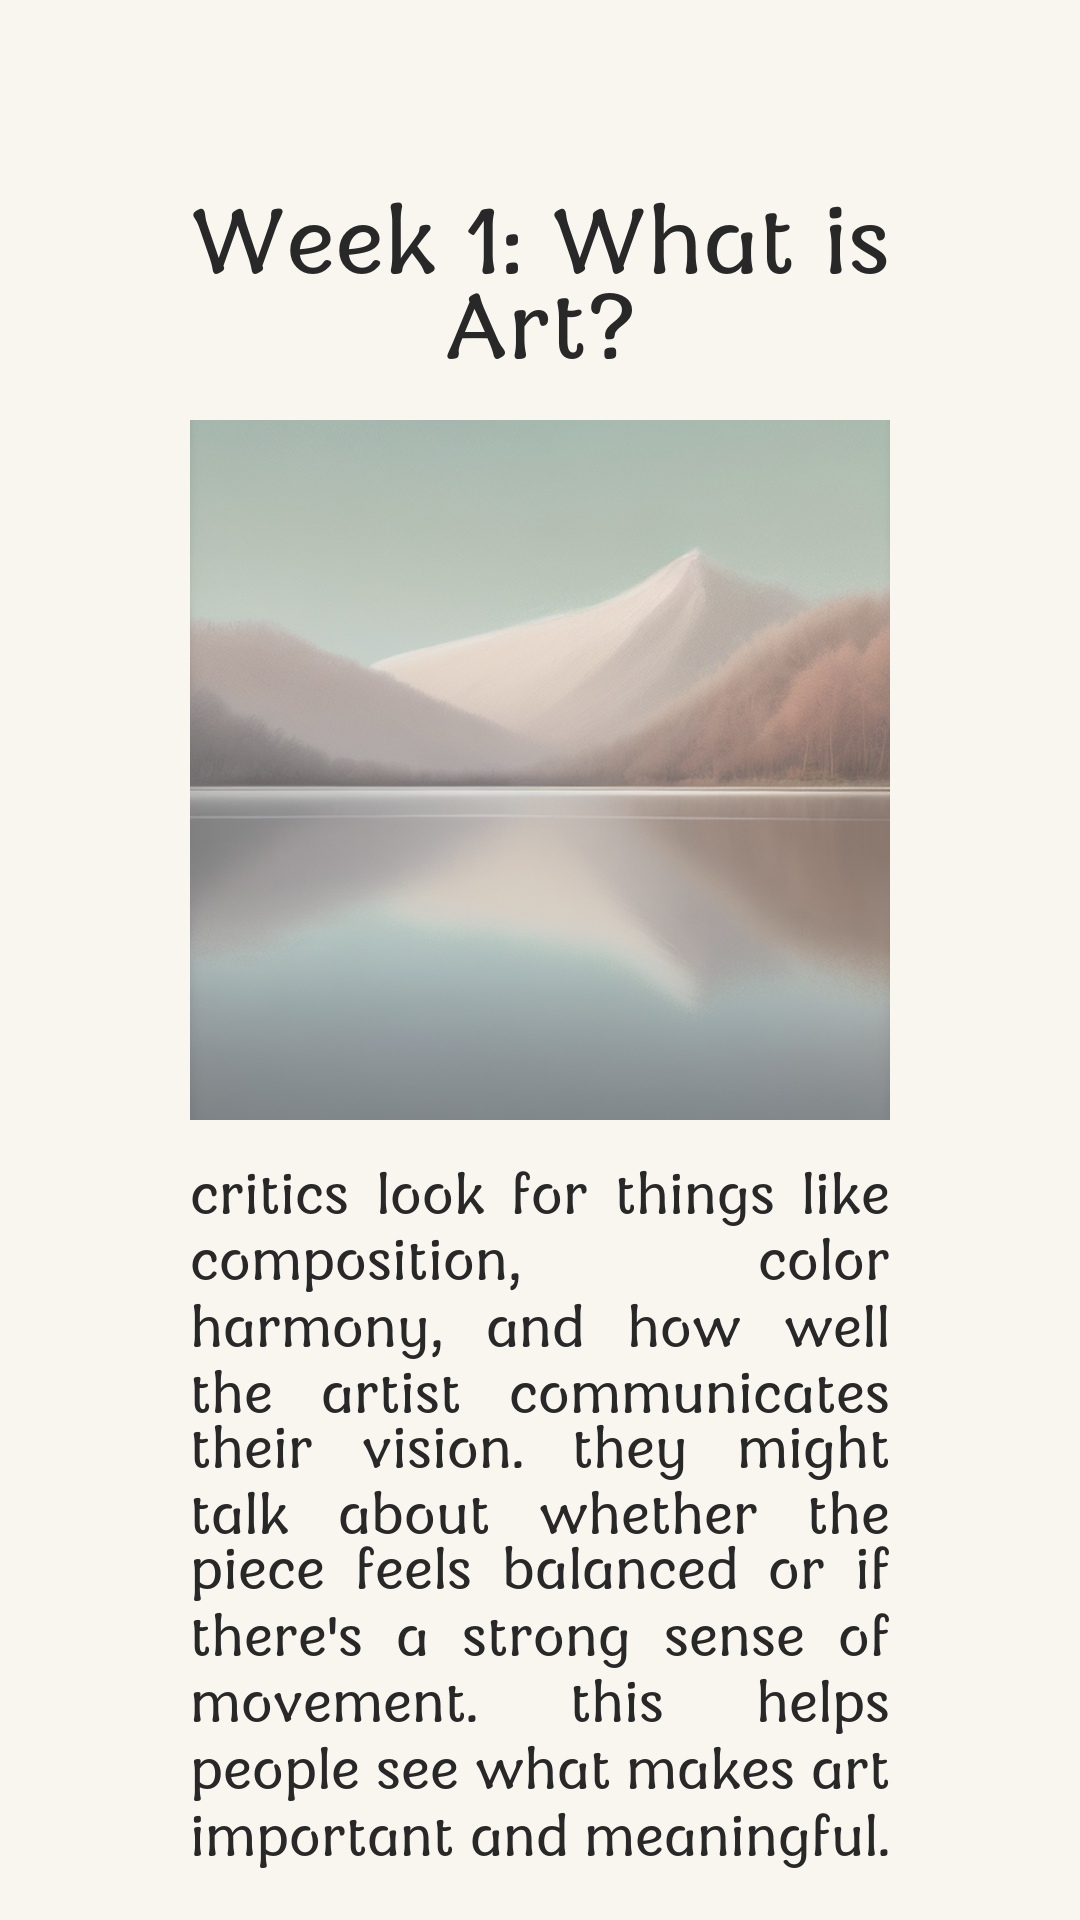 Week 1: What is
Art?
critics look for things like
composition, color
harmony, and how well
the artist communicates
their vision. they might
talk about whether the
piece feels balanced or if
there's a strong sense of
movement. this helps
people see what makes art
important and meaningful.